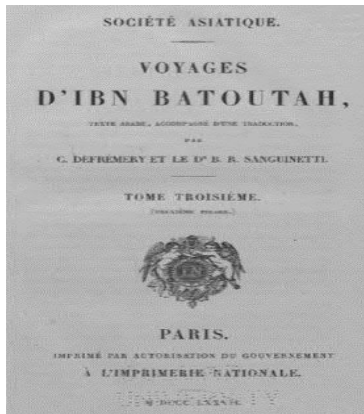 SOCIÉTÉ ASIATIQUE.
VOYAGES
D'IBN BATOUTAH,
TEXTE ARABE, ACCOMPAGNÉ D'UNE TRADUCTION,
PAR
C. DEFRÉMERY ET LE Dr B. R. SANGUINETTI.
TOME TROISIÈME.
PARIS.
IMPRIMÉ PAR AUTORISATION DU GOUVERNEMENT
À L'IMPRIMERIE NATIONALE.